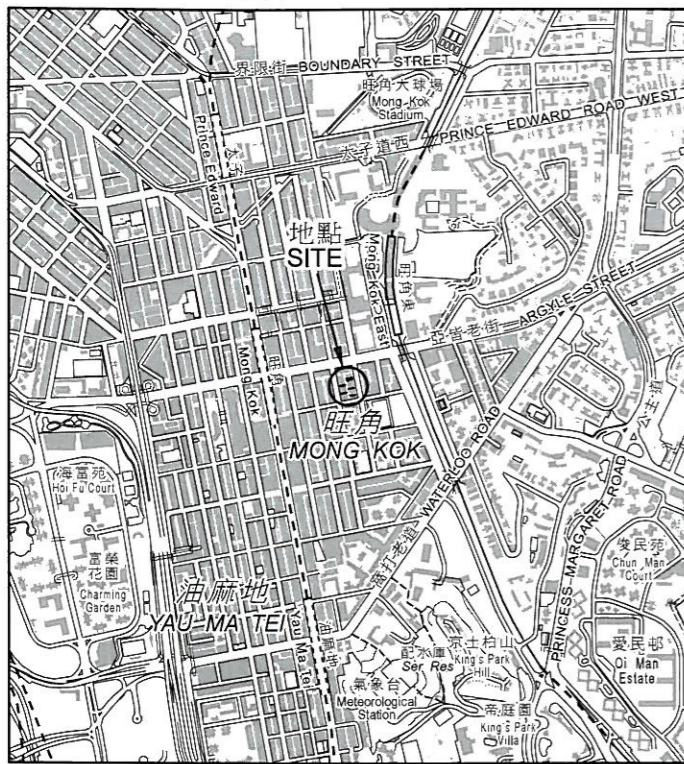 界限街 BOUNDARY STREET
旺角大球場
Mong Kok
Stadium
太子道西 PRINCE EDWARD ROAD WEST
Prince Edward
太子
地點
SITE
Mong Kok East
旺角東
亞皆老街 ARGYLE STREET
Mong Kok
旺角
旺角
MONG KOK
窩打老道 WATERLOO ROAD
公主道
PRINCESS MARGARET ROAD
海富苑
Hoi Fu Court
富榮
花園
Charming
Garden
油麻地
YAU MA TEI
Yau Ma Tei
油麻地
配水庫
Ser Res
京士柏山
King's Park
Hill
氣象台
Meteorological
Station
帝庭園
King's Park
Villa
俊民苑
Chun Man
Court
愛民邨
Oi Man
Estate